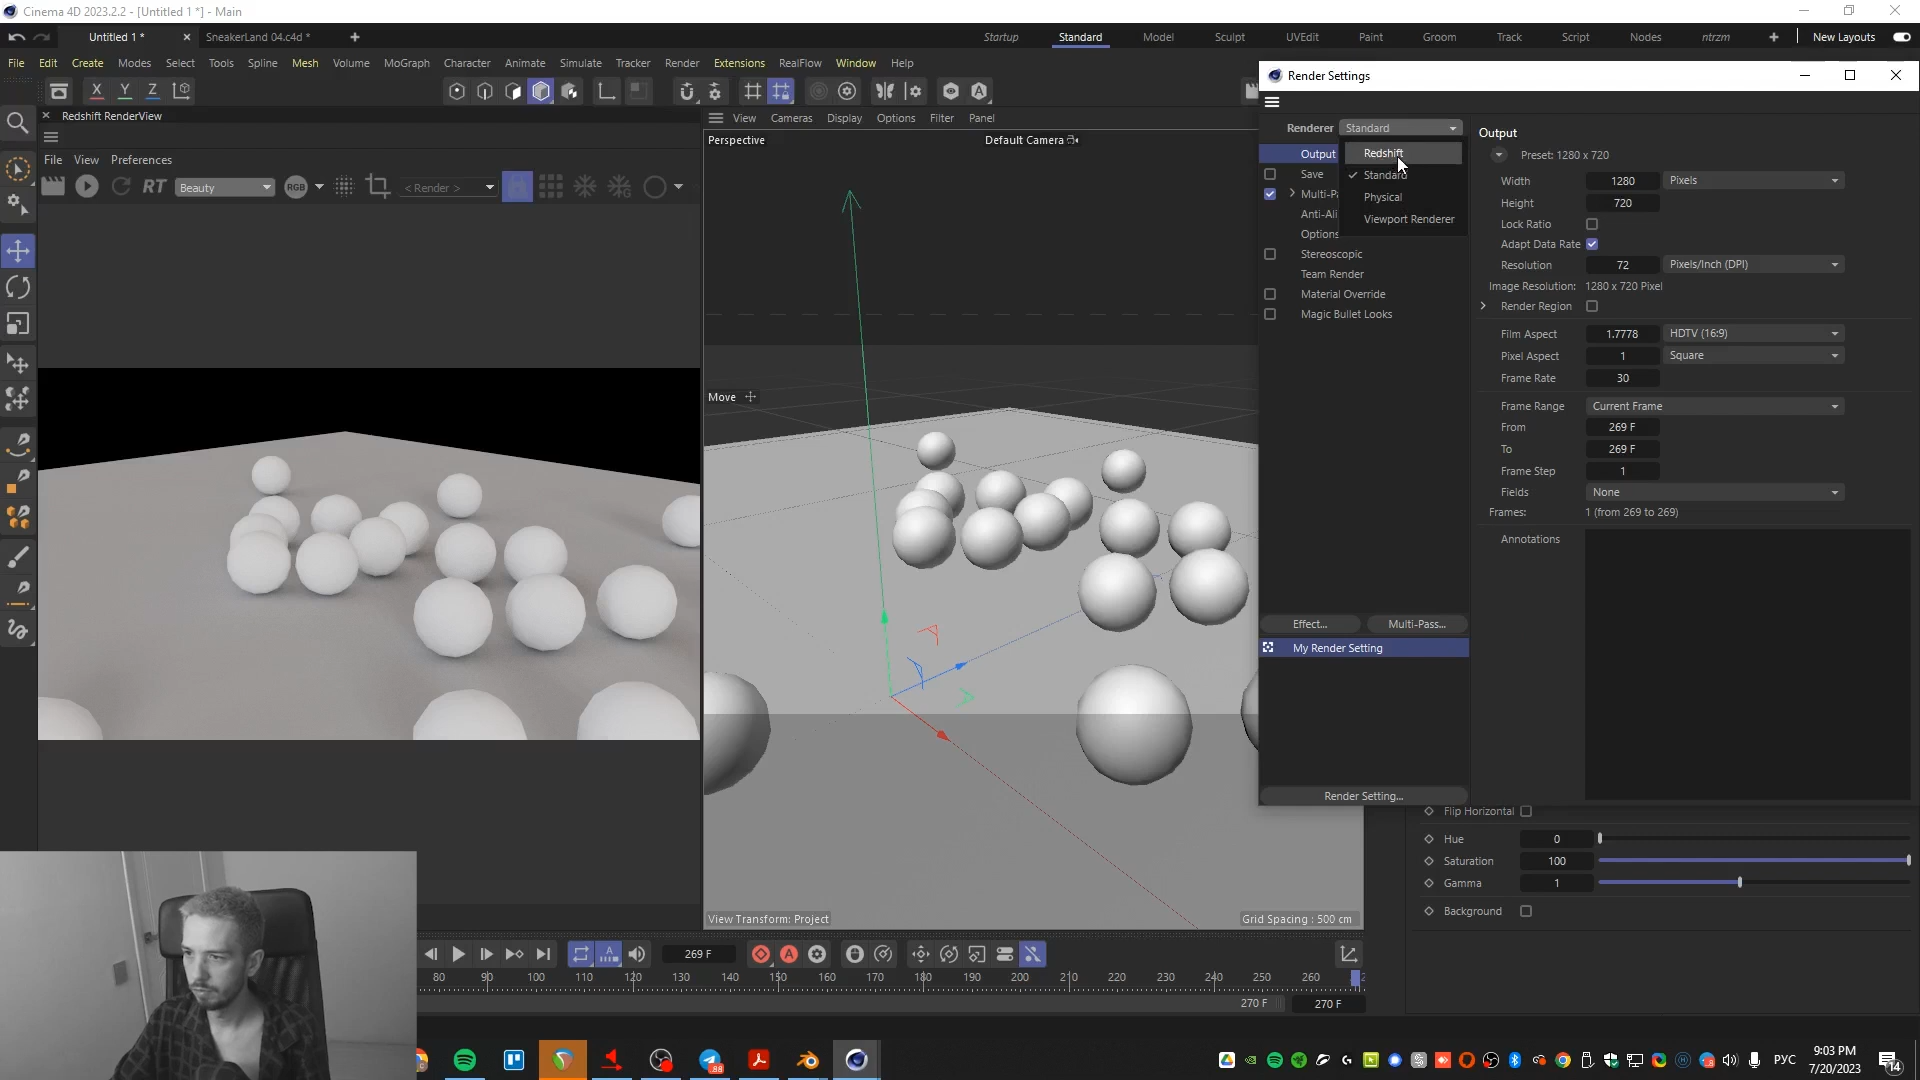 Cinema 4D 2023.2.2 - [Untitled 1 *] - Main
Untitled 1 * × SneakerLand 04.c4d * +
Startup Standard Model Sculpt UVEdit Paint Groom Track Script Nodes ntrzm + New Layouts
File Edit Create Modes Select Tools Spline Mesh Volume MoGraph Character Animate Simulate Tracker Render Extensions RealFlow Window Help
X Y Z
Redshift RenderView
File View Preferences
RT Beauty RGB < Render >
View Cameras Display Options Filter Panel
Perspective
Default Camera
Move
View Transform: Project
Grid Spacing : 500 cm
Render Settings
Renderer Standard
Redshift
Standard
Physical
Viewport Renderer
Output
Save
Multi-Pa
Anti-Ali
Options
Stereoscopic
Team Render
Material Override
Magic Bullet Looks
Effect... Multi-Pass...
My Render Setting
Render Setting...
Output
Preset: 1280 x 720
Width 1280 Pixels
Height 720
Lock Ratio
Adapt Data Rate
Resolution 72 Pixels/Inch (DPI)
Image Resolution: 1280 x 720 Pixel
Render Region
Film Aspect 1.7778 HDTV (16:9)
Pixel Aspect 1 Square
Frame Rate 30
Frame Range Current Frame
From 269 F
To 269 F
Frame Step 1
Fields None
Frames: 1 (from 269 to 269)
Annotations
Flip Horizontal
Hue 0
Saturation 100
Gamma 1
Background
269 F
80 90 100 110 120 130 140 150 160 170 180 190 200 210 220 230 240 250 260
270 F 270 F
88
РУС
9:03 PM
7/20/2023
14